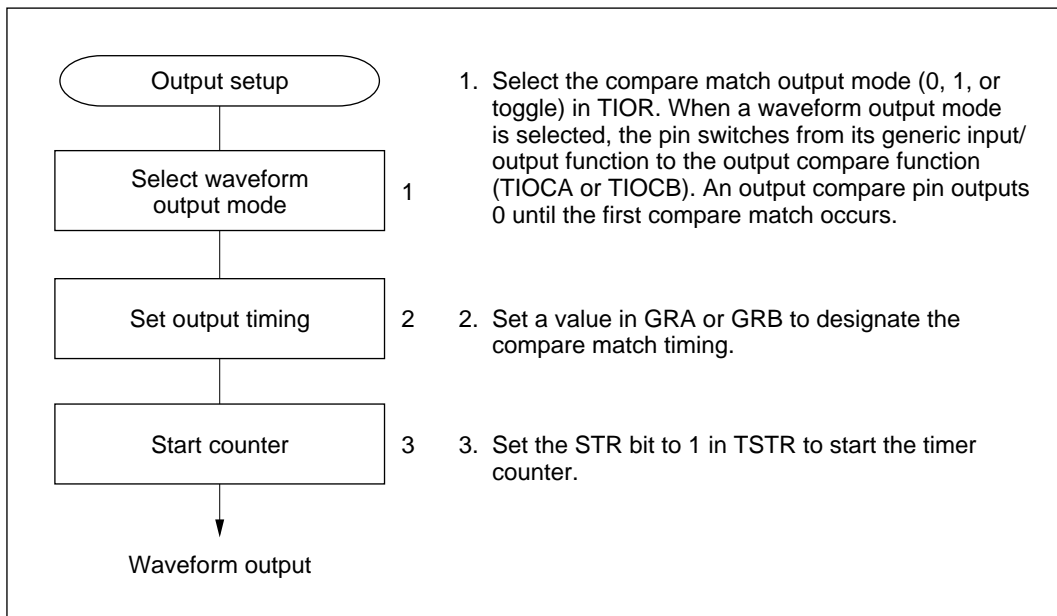 Output setup
Select waveform
output mode
1
1. Select the compare match output mode (0, 1, or
toggle) in TIOR. When a waveform output mode
is selected, the pin switches from its generic input/
output function to the output compare function
(TIOCA or TIOCB). An output compare pin outputs
0 until the first compare match occurs.
Set output timing
2
2. Set a value in GRA or GRB to designate the
compare match timing.
Start counter
3
3. Set the STR bit to 1 in TSTR to start the timer
counter.
Waveform output